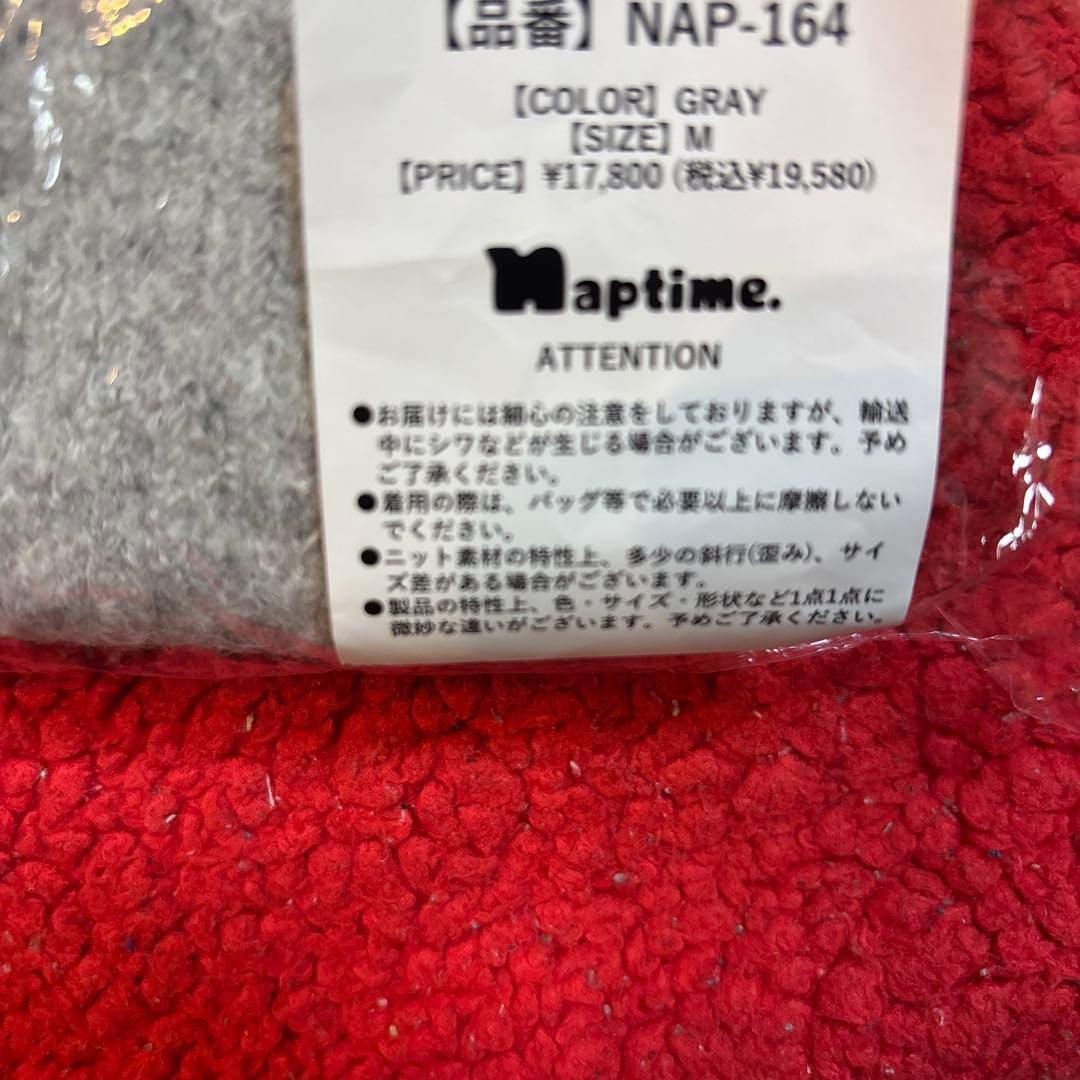 【品番】NAP-164
【COLOR】GRAY
【SIZE】M
【PRICE】¥17,800(税込¥19,580)
Naptime.
ATTENTION
●お届けには細心の注意をしておりますが、輸送
中にシワなどが生じる場合がございます。予め
ご了承ください。
●着用の際は、バッグ等で必要以上に摩擦しない
でください。
●ニット素材の特性上、多少の斜行(歪み)、サイ
ズ差がある場合がございます。
●製品の特性上、色・サイズ・形状など1点1点に
微妙な違いがございます。予めご了承ください。